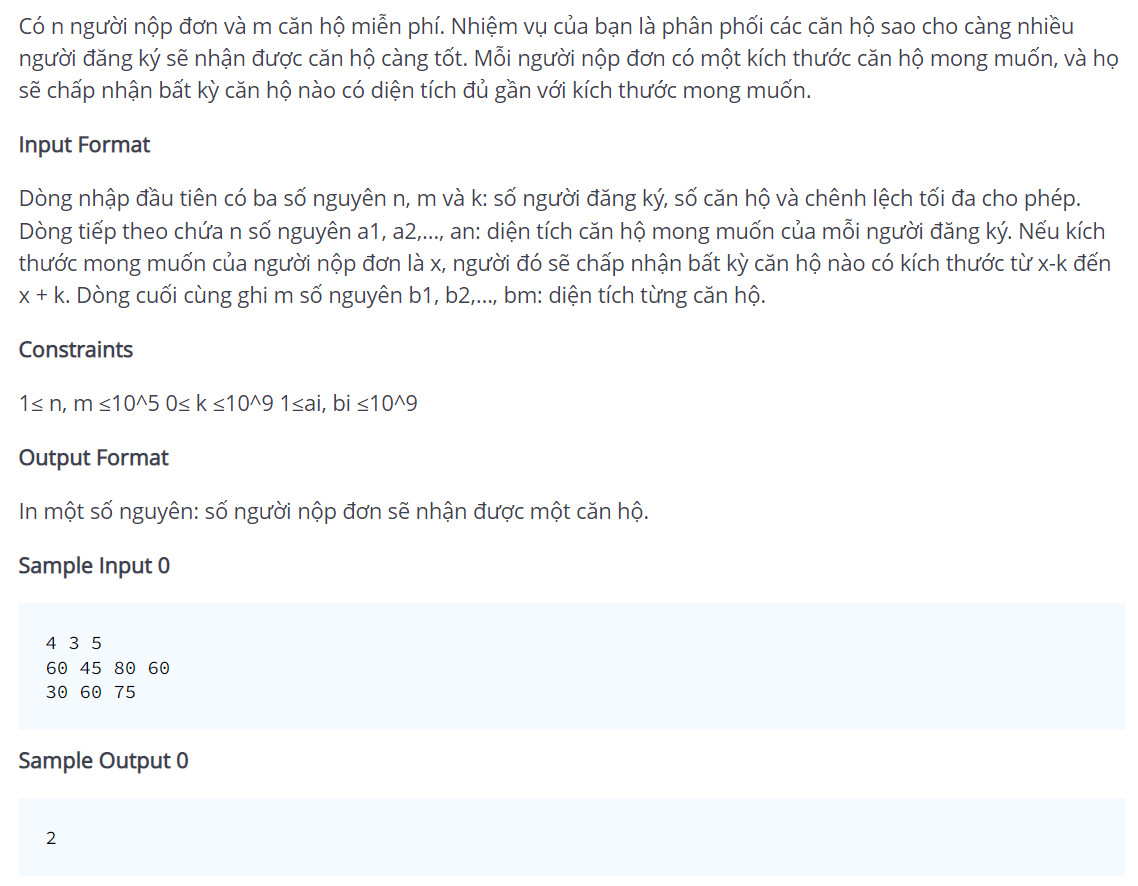 Có n người nộp đơn và m căn hộ miễn phí. Nhiệm vụ của bạn là phân phối các căn hộ sao cho càng nhiều
người đăng ký sẽ nhận được căn hộ càng tốt. Mỗi người nộp đơn có một kích thước căn hộ mong muốn, và họ
sẽ chấp nhận bất kỳ căn hộ nào có diện tích đủ gần với kích thước mong muốn.
Input Format
Dòng nhập đầu tiên có ba số nguyên n, m và k: số người đăng ký, số căn hộ và chênh lệch tối đa cho phép.
Dòng tiếp theo chứa n số nguyên a1, a2,..., an: diện tích căn hộ mong muốn của mỗi người đăng ký. Nếu kích
thước mong muốn của người nộp đơn là x, người đó sẽ chấp nhận bất kỳ căn hộ nào có kích thước từ x-k đến
x + k. Dòng cuối cùng ghi m số nguyên b1, b2,..., bm: diện tích từng căn hộ.
Constraints
1≤ n, m ≤10^5 0≤ k ≤10^9 1≤ai, bi ≤10^9
Output Format
In một số nguyên: số người nộp đơn sẽ nhận được một căn hộ.
Sample Input 0
4 3 5
60 45 80 60
30 60 75
Sample Output 0
2